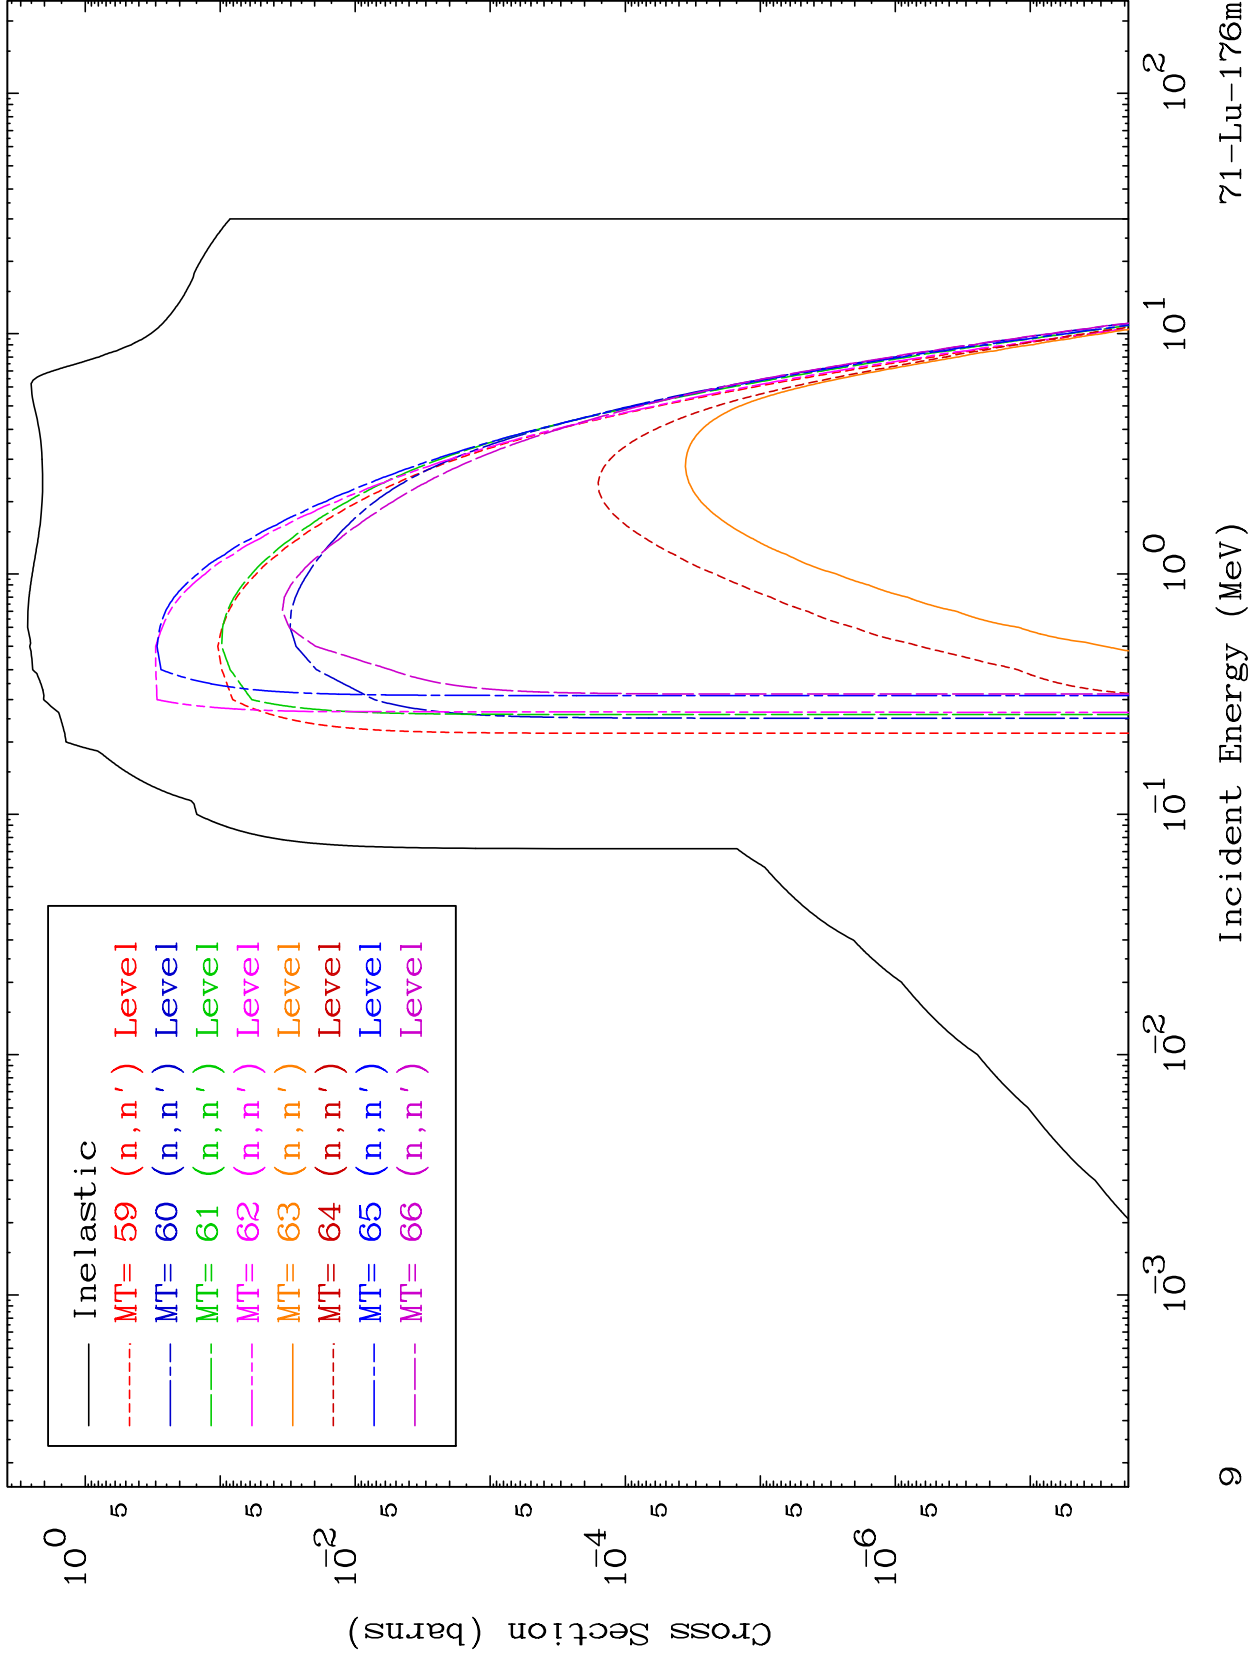 Inelastic
MT= 59 (n,n') Level
MT= 60 (n,n') Level
MT= 61 (n,n') Level
MT= 62 (n,n') Level
MT= 63 (n,n') Level
MT= 64 (n,n') Level
MT= 65 (n,n') Level
MT= 66 (n,n') Level
Cross Section (barns)
10^0
5
5
10^-2
5
5
10^-4
5
5
10^-6
5
5
10^-3
10^-2
10^-1
10^0
10^1
10^2
9
Incident Energy (MeV)
71-Lu-176m